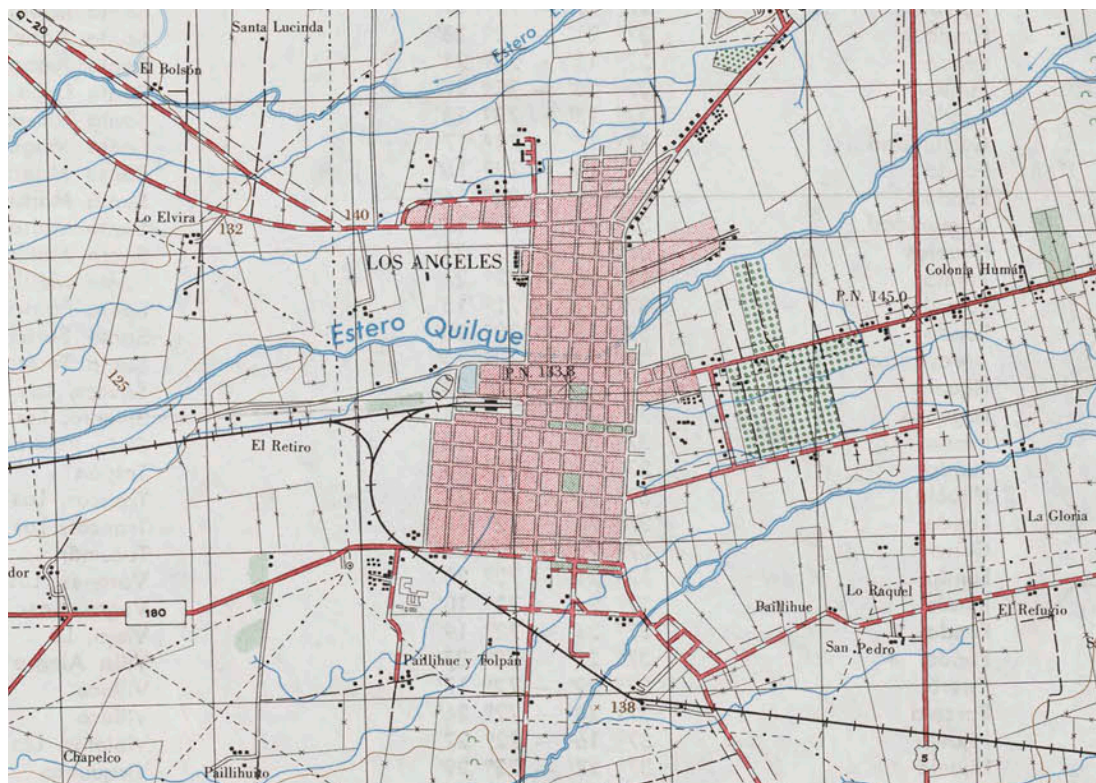 Q-20
Santa Lucinda
Estero
El Bolsón
Lo Elvira
132
140
LOS ANGELES
Colonia Humán
P.N. 145.0
Estero Quilque
125
P.N. 133.8
El Retiro
La Gloria
dor
180
Lo Raquel
Paillihue
El Refugio
San Pedro
Paillihue y Tolpán
138
Chapelco
Paillihuito
5